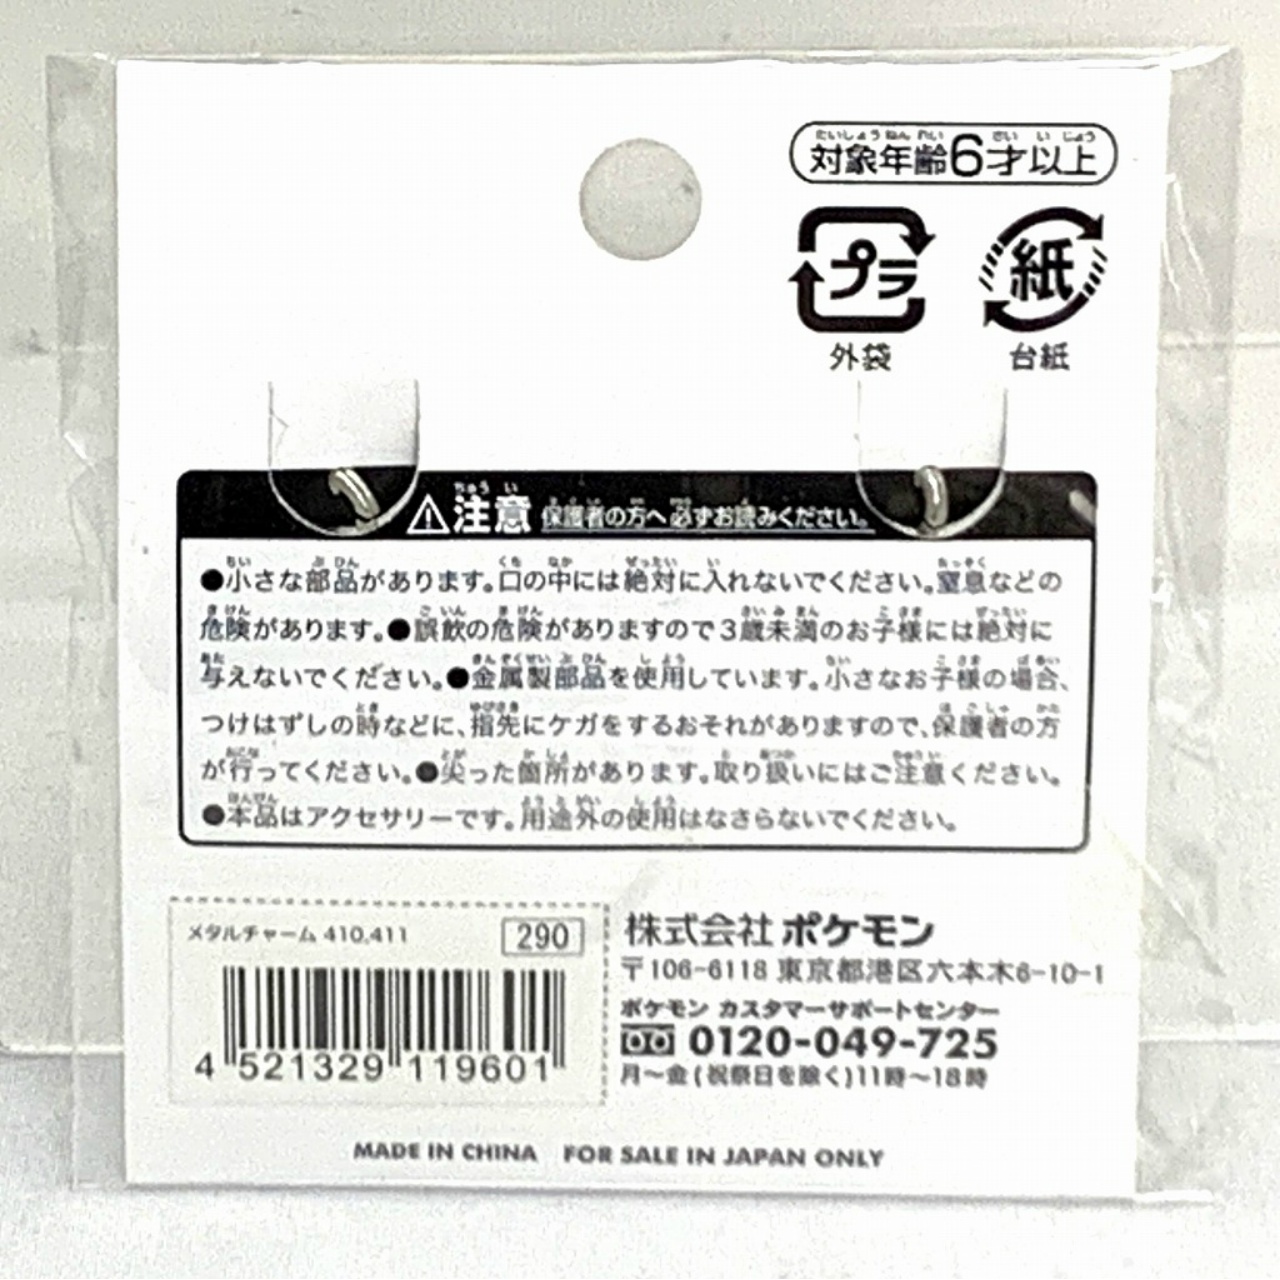 対象年齢6才以上
プラ
紙
外袋
台紙
注意 保護者の方へ 必ずお読みください。
●小さな部品があります。口の中には絶対に入れないでください。窒息などの
危険があります。●誤飲の危険がありますので3歳未満のお子様には絶対に
与えないでください。●金属製部品を使用しています。小さなお子様の場合、
つけはずしの時などに、指先にケガをするおそれがありますので、保護者の方
が行ってください。●尖った箇所があります。取り扱いにはご注意ください。
●本品はアクセサリーです。用途外の使用はなさらないでください。
メタルチャーム 410,411
290
4 521329 119601
株式会社 ポケモン
〒106-6118 東京都港区六本木6-10-1
ポケモン カスタマーサポートセンター
0120-049-725
月～金(祝祭日を除く)11時～18時
MADE IN CHINA FOR SALE IN JAPAN ONLY